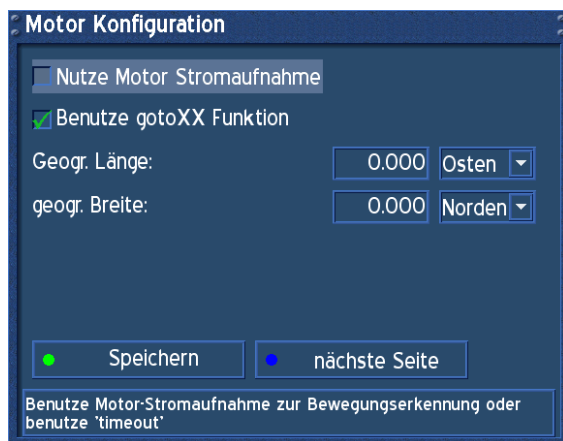 Motor Konfiguration
Nutze Motor Stromaufnahme
Benutze gotoXX Funktion
Geogr. Länge: 0.000 Osten
geogr. Breite: 0.000 Norden
Speichern nächste Seite
Benutze Motor-Stromaufnahme zur Bewegungserkennung oder
benutze 'timeout'